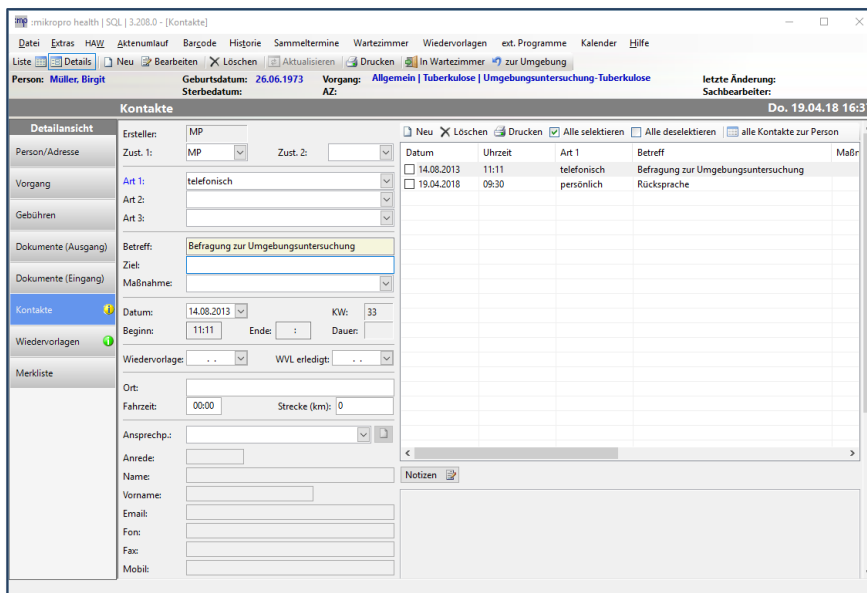 :mp :mikropro health | SQL | 3.208.0 - [Kontakte]
Datei Extras HAW Aktenumlauf Barcode Historie Sammeltermine Wartezimmer Wiedervorlagen ext. Programme Kalender Hilfe
Liste Details Neu Bearbeiten Löschen Aktualisieren Drucken In Wartezimmer zur Umgebung
Person: Müller, Birgit Geburtsdatum: 26.06.1973 Vorgang: Allgemein | Tuberkulose | Umgebungsuntersuchung-Tuberkulose letzte Änderung:
Sterbedatum: AZ: Sachbearbeiter:
Kontakte Do. 19.04.18 16:3
Detailansicht
Person/Adresse
Vorgang
Gebühren
Dokumente (Ausgang)
Dokumente (Eingang)
Kontakte
Wiedervorlagen
Merkliste
Ersteller: MP
Zust. 1: MP Zust. 2:
Art 1: telefonisch
Art 2:
Art 3:
Betreff: Befragung zur Umgebungsuntersuchung
Ziel:
Maßnahme:
Datum: 14.08.2013 KW: 33
Beginn: 11:11 Ende: : Dauer:
Wiedervorlage: . . WVL erledigt: . .
Ort:
Fahrzeit: 00:00 Strecke (km): 0
Ansprechp.:
Anrede:
Name:
Vorname:
Email:
Fon:
Fax:
Mobil:
Neu Löschen Drucken Alle selektieren Alle deselektieren alle Kontakte zur Person
Datum Uhrzeit Art 1 Betreff Maßn
14.08.2013 11:11 telefonisch Befragung zur Umgebungsuntersuchung
19.04.2018 09:30 persönlich Rücksprache
Notizen